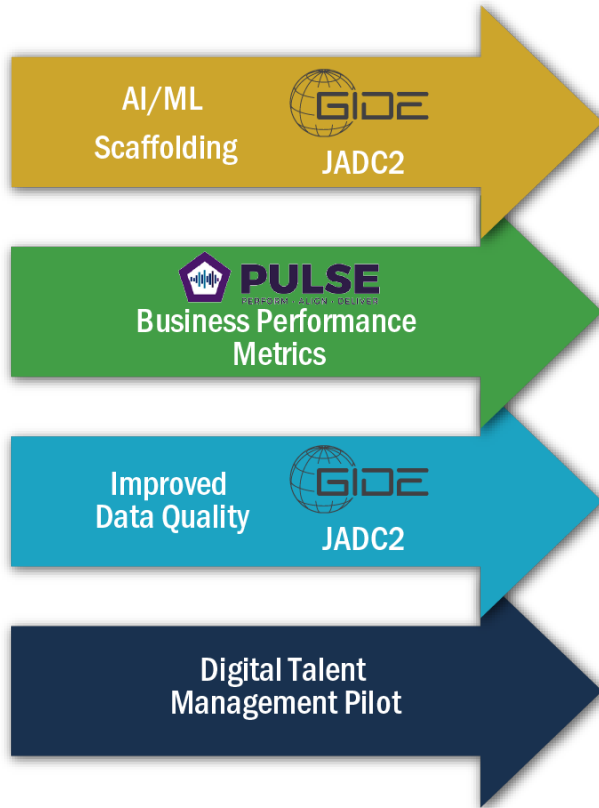 AI/ML
Scaffolding
GIDE
JADC2
PULSE
PERFORM · ALIGN · DELIVER
Business Performance
Metrics
Improved
Data Quality
GIDE
JADC2
Digital Talent
Management Pilot